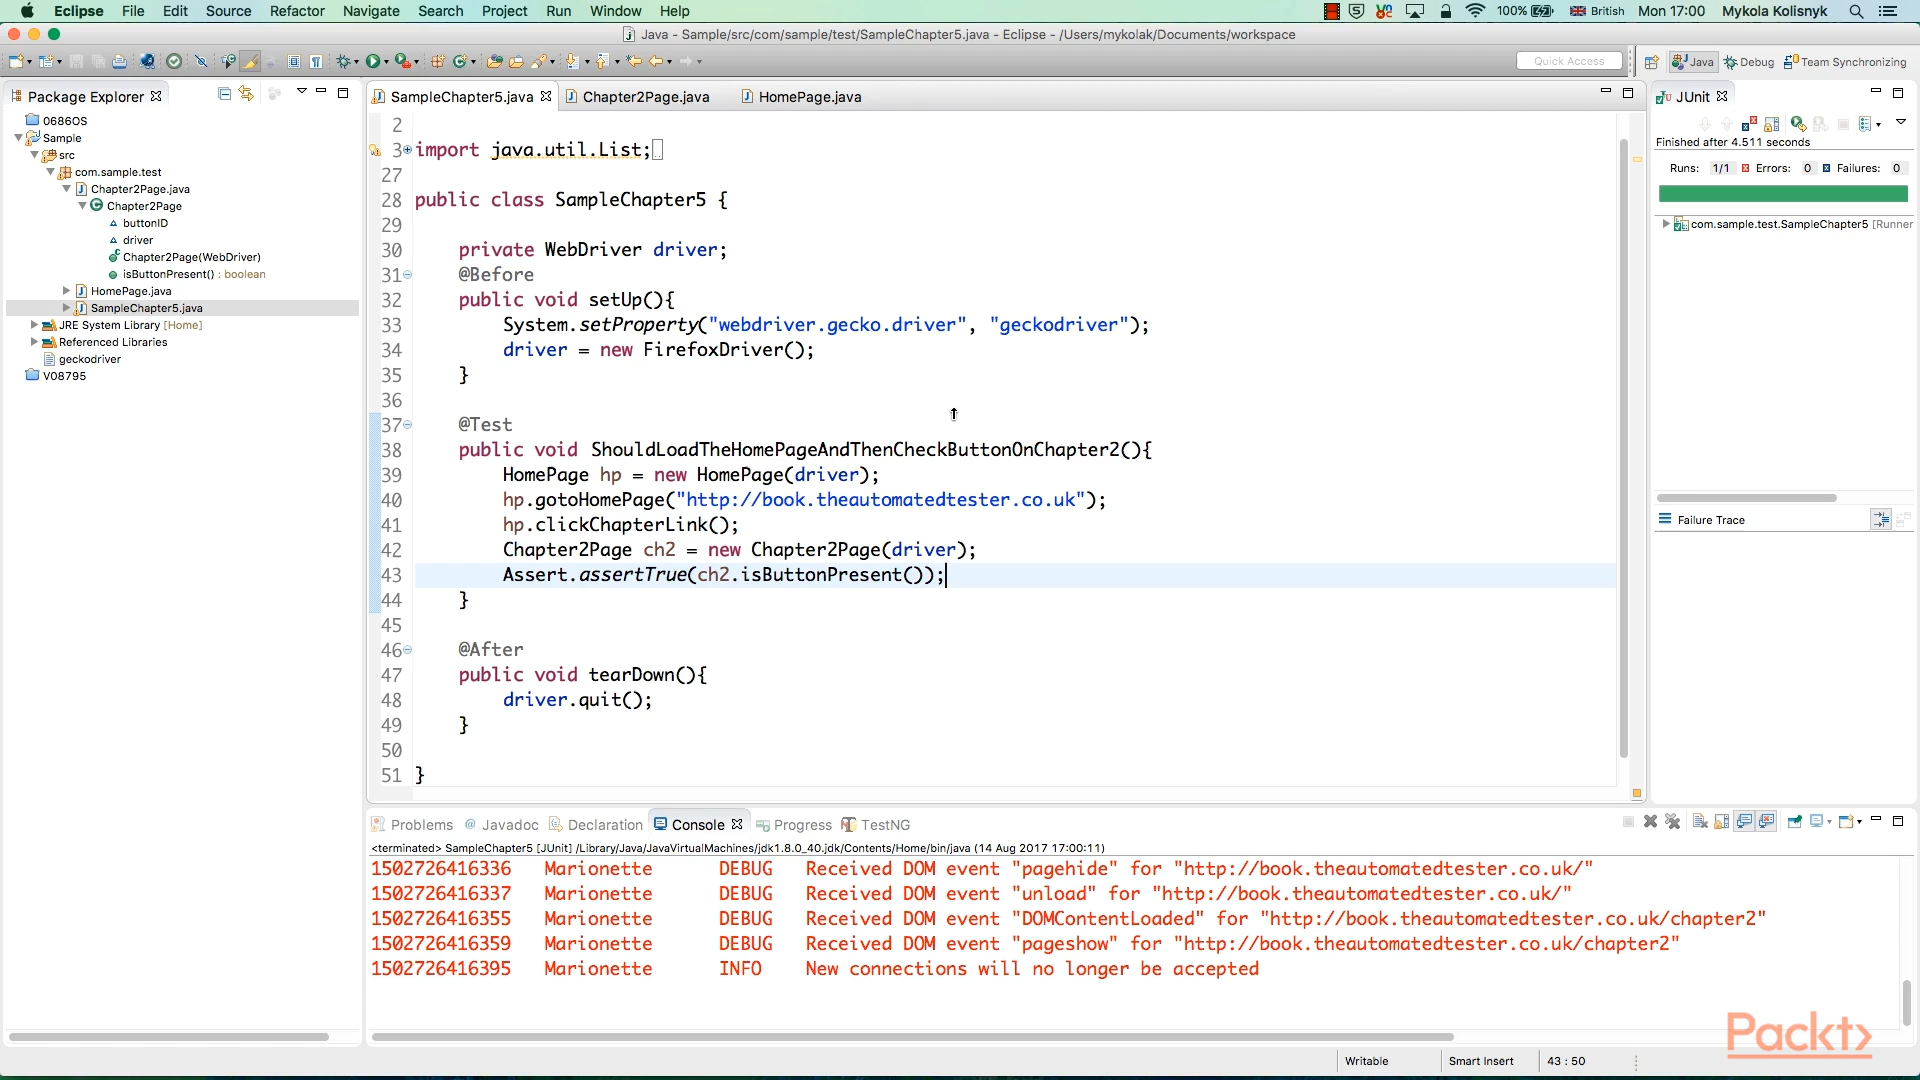 Eclipse File Edit Source Refactor Navigate Search Project Run Window Help 100% British Mon 17:00 Mykola Kolisnyk
Java - Sample/src/com/sample/test/SampleChapter5.java - Eclipse - /Users/mykolak/Documents/workspace
Quick Access Java Debug Team Synchronizing
Package Explorer
0686OS
Sample
src
com.sample.test
Chapter2Page.java
Chapter2Page
buttonID
driver
Chapter2Page(WebDriver)
isButtonPresent() : boolean
HomePage.java
SampleChapter5.java
JRE System Library [Home]
Referenced Libraries
geckodriver
V08795
SampleChapter5.java Chapter2Page.java HomePage.java
2
3 import java.util.List;
27
28 public class SampleChapter5 {
29
30 private WebDriver driver;
31 @Before
32 public void setUp(){
33 System.setProperty("webdriver.gecko.driver", "geckodriver");
34 driver = new FirefoxDriver();
35 }
36
37 @Test
38 public void ShouldLoadTheHomePageAndThenCheckButtonOnChapter2(){
39 HomePage hp = new HomePage(driver);
40 hp.gotoHomePage("http://book.theautomatedtester.co.uk");
41 hp.clickChapterLink();
42 Chapter2Page ch2 = new Chapter2Page(driver);
43 Assert.assertTrue(ch2.isButtonPresent());
44 }
45
46 @After
47 public void tearDown(){
48 driver.quit();
49 }
50
51 }
JUnit
Finished after 4.511 seconds
Runs: 1/1 Errors: 0 Failures: 0
com.sample.test.SampleChapter5 [Runner
Failure Trace
Problems Javadoc Declaration Console Progress TestNG
<terminated> SampleChapter5 [JUnit] /Library/Java/JavaVirtualMachines/jdk1.8.0_40.jdk/Contents/Home/bin/java (14 Aug 2017 17:00:11)
1502726416336 Marionette DEBUG Received DOM event "pagehide" for "http://book.theautomatedtester.co.uk/"
1502726416337 Marionette DEBUG Received DOM event "unload" for "http://book.theautomatedtester.co.uk/"
1502726416355 Marionette DEBUG Received DOM event "DOMContentLoaded" for "http://book.theautomatedtester.co.uk/chapter2"
1502726416359 Marionette DEBUG Received DOM event "pageshow" for "http://book.theautomatedtester.co.uk/chapter2"
1502726416395 Marionette INFO New connections will no longer be accepted
Packt>
Writable Smart Insert 43 : 50